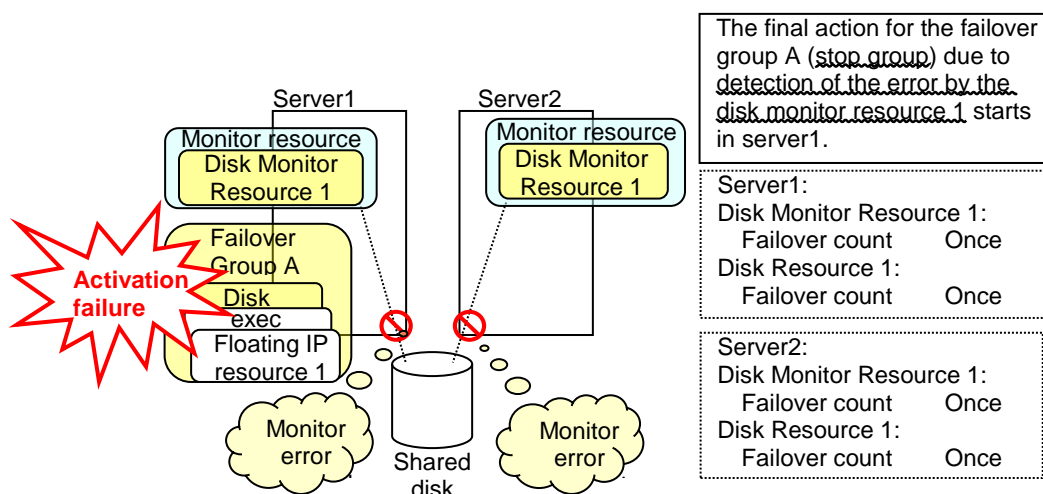 Server1
Monitor resource
Disk Monitor
Resource 1
Failover
Group A
Activation
failure
Disk
exec
Floating IP
resource 1
Monitor
error
Server2
Monitor resource
Disk Monitor
Resource 1
Shared
disk
Monitor
error
The final action for the failover
group A (stop group) due to
detection of the error by the
disk monitor resource 1 starts
in server1.
Server1:
Disk Monitor Resource 1:
Failover count Once
Disk Resource 1:
Failover count Once
Server2:
Disk Monitor Resource 1:
Failover count Once
Disk Resource 1:
Failover count Once